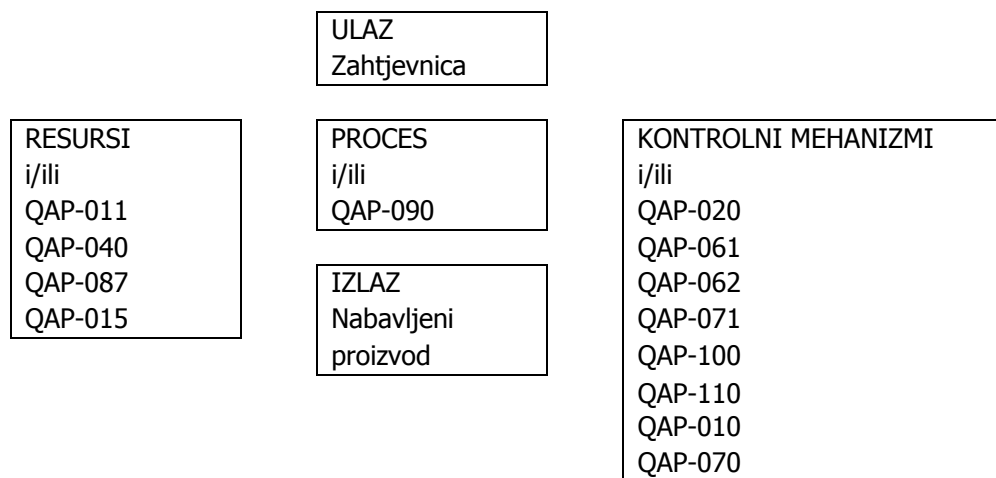 ULAZ
Zahtjevnica
RESURSI
i/ili
QAP-011
QAP-040
QAP-087
QAP-015
PROCES
i/ili
QAP-090
IZLAZ
Nabavljeni
proizvod
KONTROLNI MEHANIZMI
i/ili
QAP-020
QAP-061
QAP-062
QAP-071
QAP-100
QAP-110
QAP-010
QAP-070